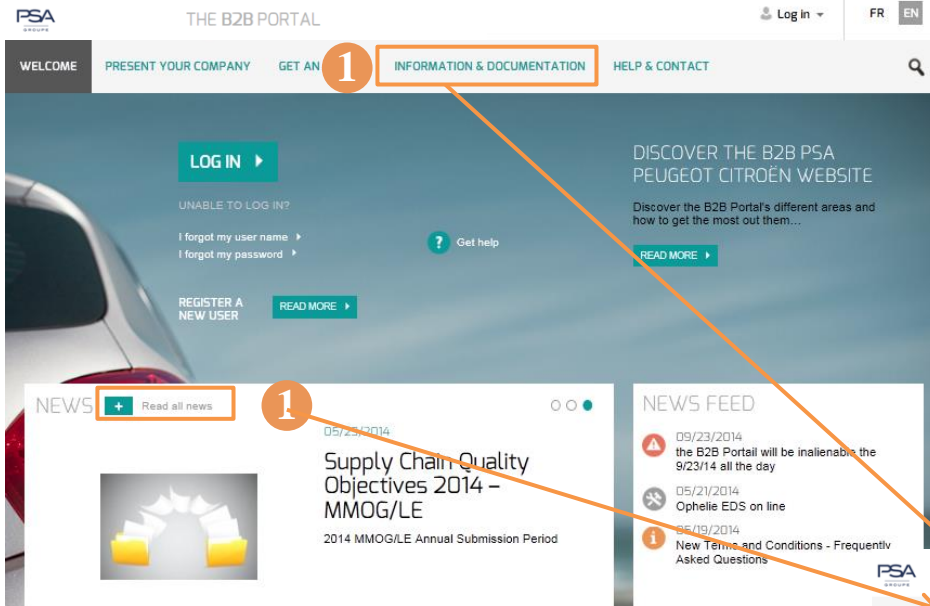 PSA
GROUPE
THE B2B PORTAL
Log in
FR EN
WELCOME PRESENT YOUR COMPANY GET AN 1 INFORMATION & DOCUMENTATION HELP & CONTACT
LOG IN
UNABLE TO LOG IN?
I forgot my user name
I forgot my password
? Get help
REGISTER A
NEW USER
READ MORE
DISCOVER THE B2B PSA
PEUGEOT CITROËN WEBSITE
Discover the B2B Portal's different areas and
how to get the most out them...
READ MORE
NEWS + Read all news 1
05/23/2014
Supply Chain Quality
Objectives 2014 –
MMOG/LE
2014 MMOG/LE Annual Submission Period
NEWS FEED
09/23/2014
the B2B Portail will be inalienable the
9/23/14 all the day
05/21/2014
Ophelie EDS on line
05/19/2014
New Terms and Conditions - Frequently
Asked Questions
PSA
GROUPE